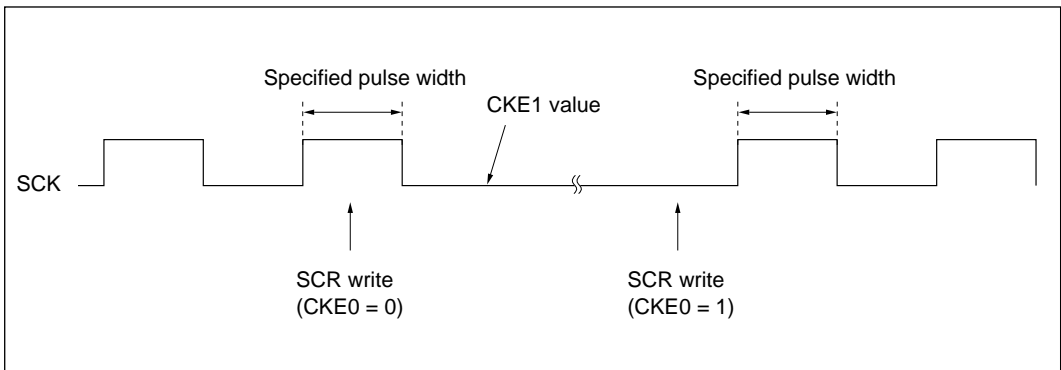 Specified pulse width
Specified pulse width
CKE1 value
SCK
SCR write
(CKE0 = 0)
SCR write
(CKE0 = 1)